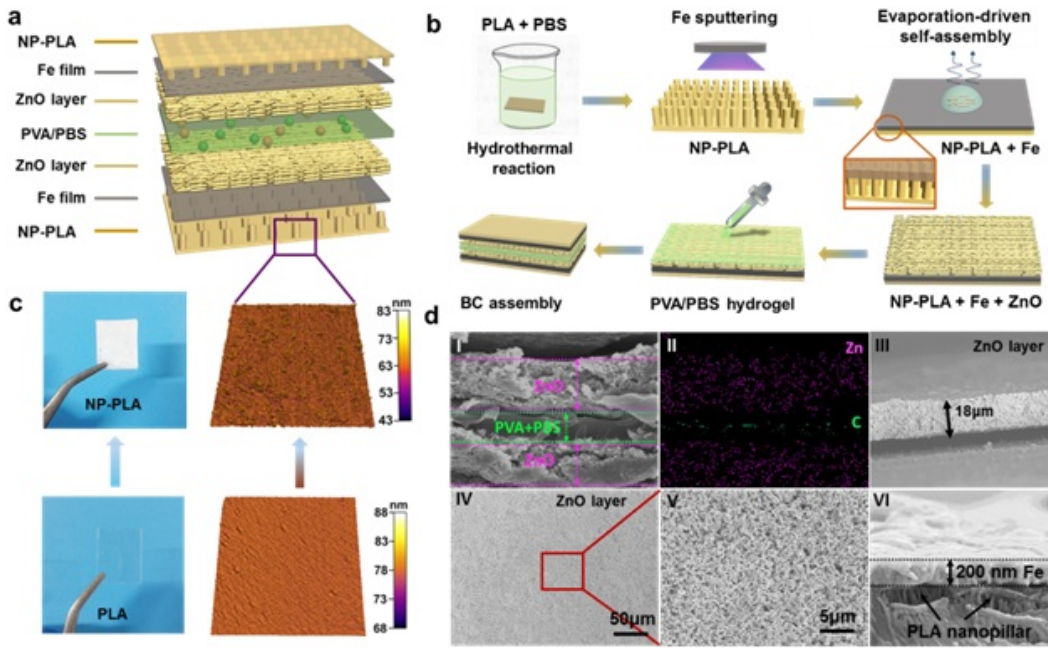 a
NP-PLA
Fe film
ZnO layer
PVA/PBS
ZnO layer
Fe film
NP-PLA
b
PLA + PBS
Hydrothermal
reaction
Fe sputtering
NP-PLA
Evaporation-driven
self-assembly
NP-PLA + Fe
NP-PLA + Fe + ZnO
PVA/PBS hydrogel
BC assembly
c
NP-PLA
nm
83
73
63
53
43
PLA
nm
88
83
78
73
68
d
I
ZnO
PVA+PBS
ZnO
II
Zn
C
III
ZnO layer
18μm
IV
ZnO layer
50μm
V
5μm
VI
200 nm Fe
PLA nanopillar